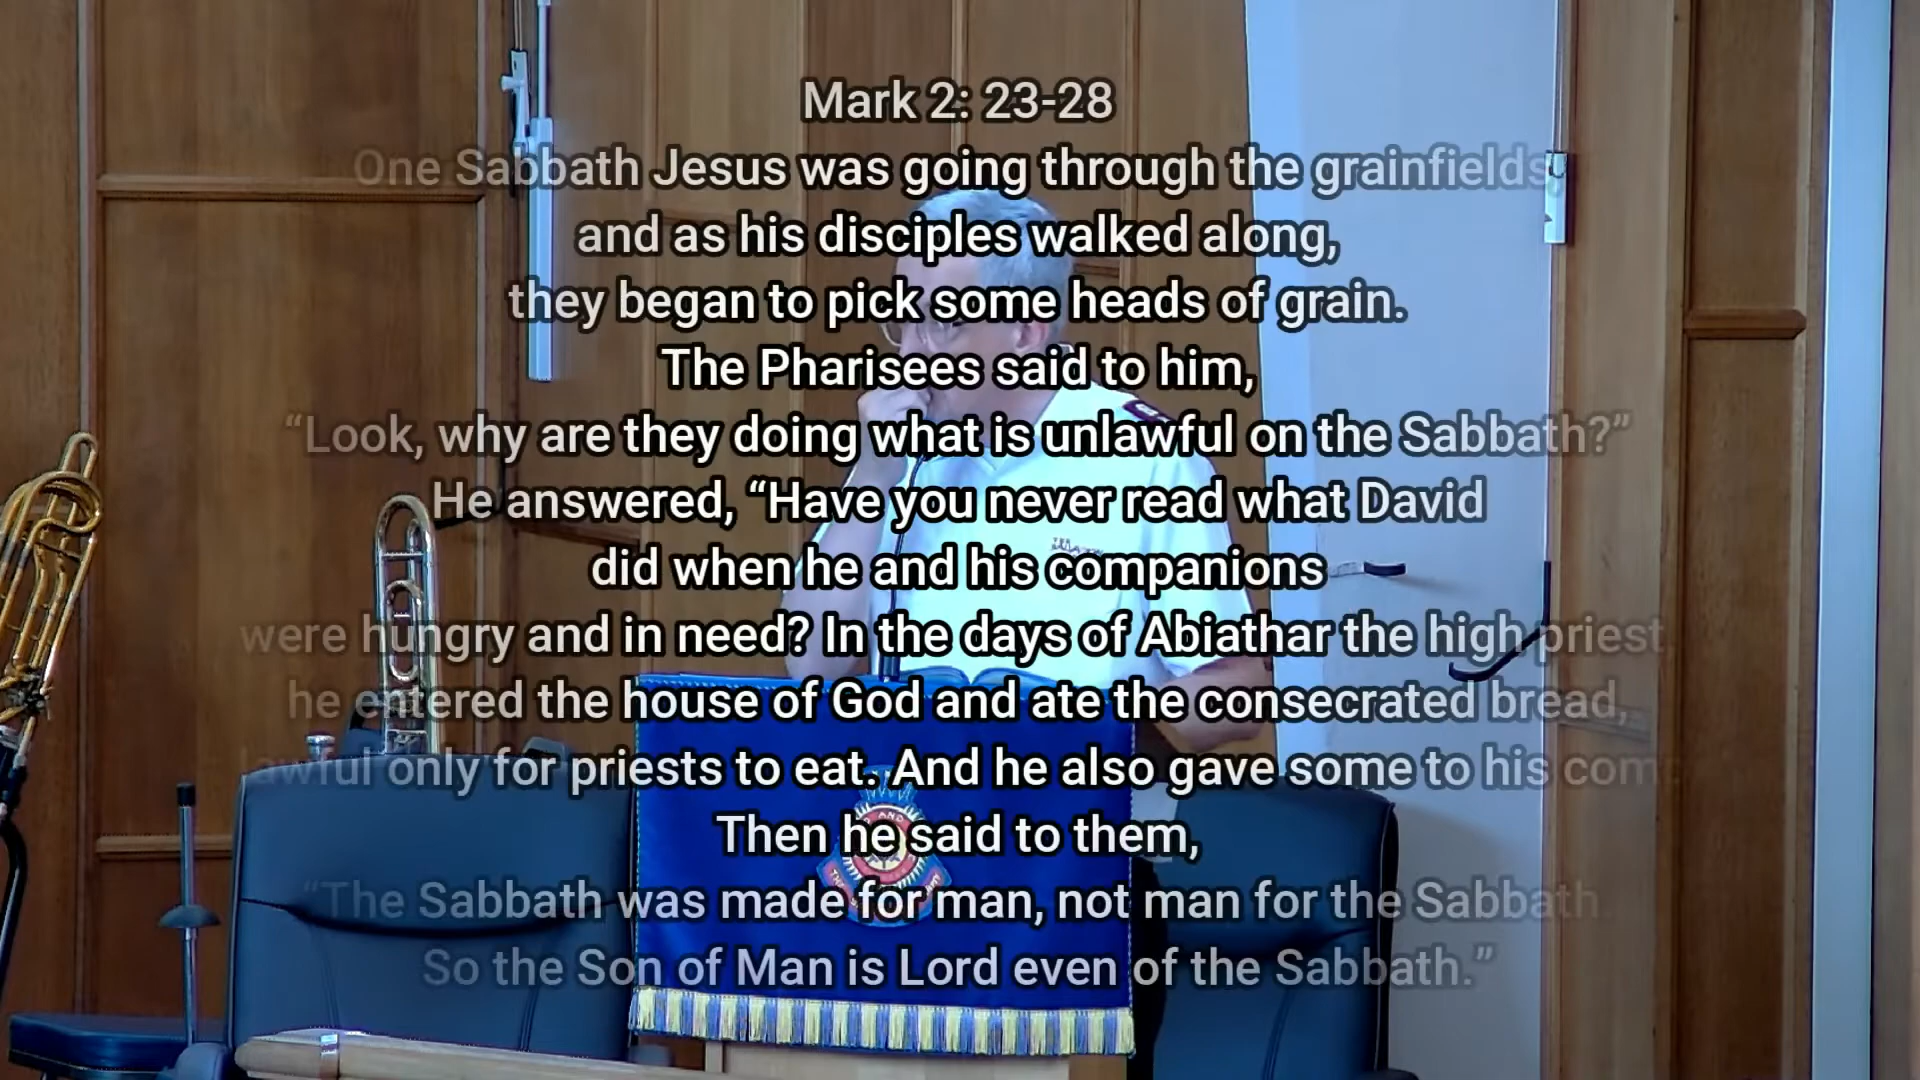 Mark 2: 23-28
One Sabbath Jesus was going through the grainfields
and as his disciples walked along,
they began to pick some heads of grain.
The Pharisees said to him,
“Look, why are they doing what is unlawful on the Sabbath?”
He answered, “Have you never read what David
did when he and his companions
were hungry and in need? In the days of Abiathar the high priest
he entered the house of God and ate the consecrated bread,
lawful only for priests to eat. And he also gave some to his com
Then he said to them,
“The Sabbath was made for man, not man for the Sabbath.
So the Son of Man is Lord even of the Sabbath.”
AND